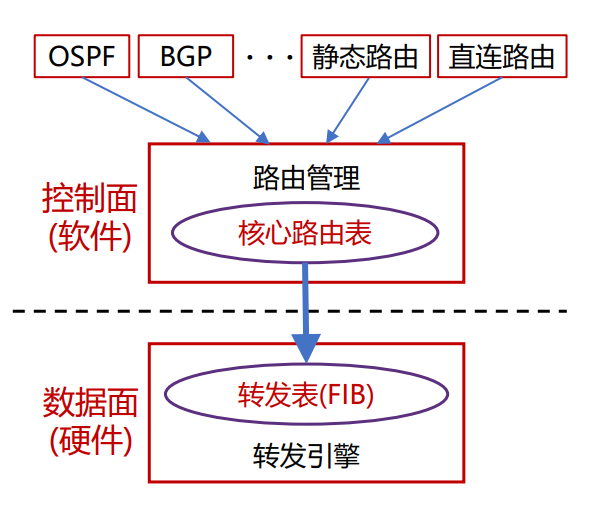 OSPF
BGP
···
静态路由
直连路由
控制面
(软件)
路由管理
核心路由表
数据面
(硬件)
转发表(FIB)
转发引擎